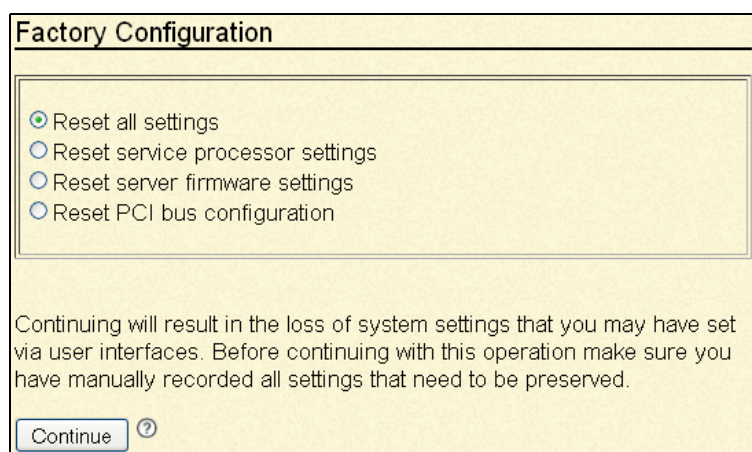 Factory Configuration
Reset all settings
Reset service processor settings
Reset server firmware settings
Reset PCI bus configuration
Continuing will result in the loss of system settings that you may have set
via user interfaces. Before continuing with this operation make sure you
have manually recorded all settings that need to be preserved.
Continue ?